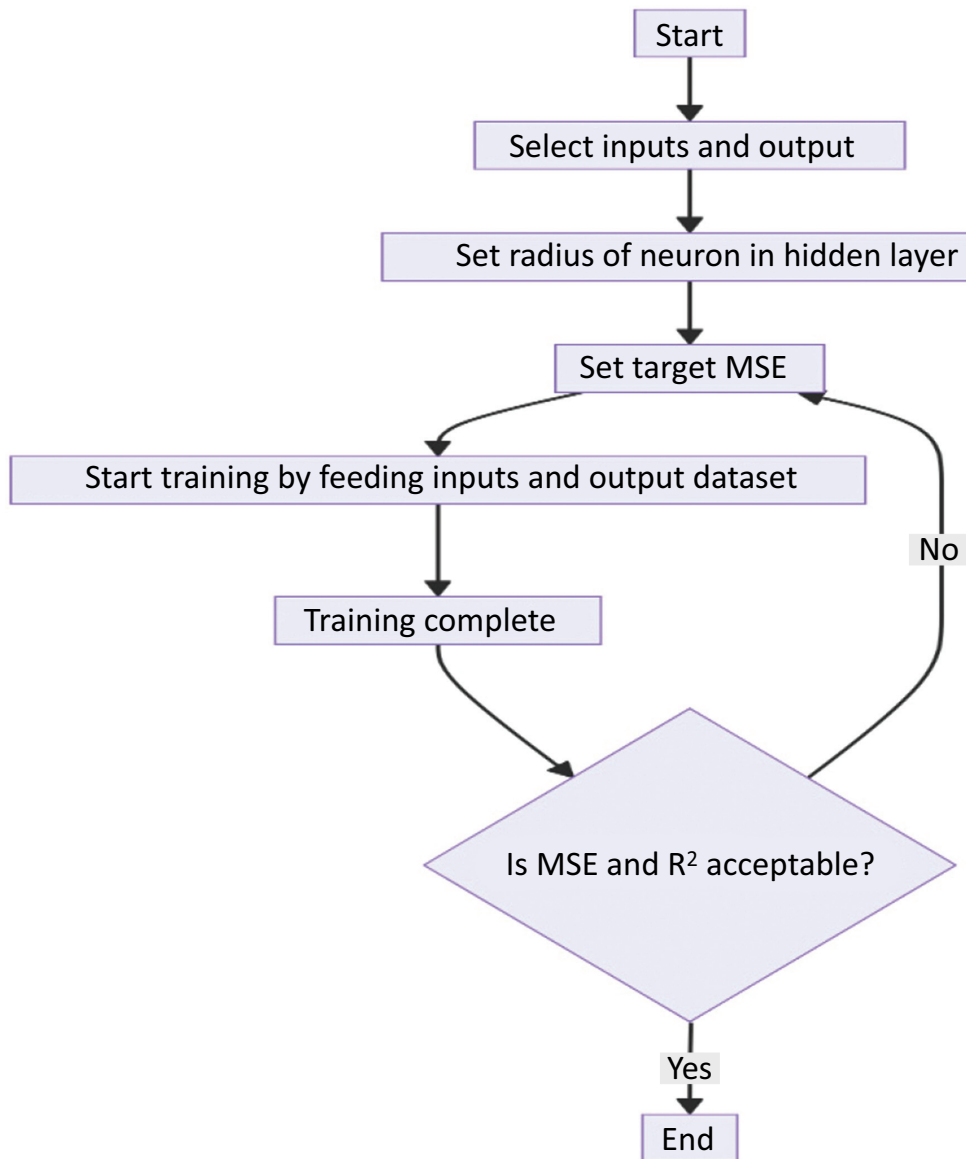 Start
Select inputs and output
Set radius of neuron in hidden layer
Set target MSE
Start training by feeding inputs and output dataset
No
Training complete
Is MSE and R² acceptable?
Yes
End